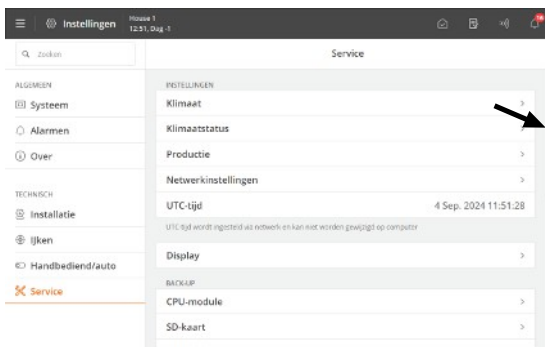 Instellingen
House 1
12:51, Dag -1
Zoeken
Service
ALGEMEEN
Systeem
Alarmen
Over
TECHNISCH
Installatie
IJken
Handbediend/auto
Service
INSTELLINGEN
Klimaat
Klimaatstatus
Productie
Netwerkinstellingen
UTC-tijd 4 Sep. 2024 11:51:28
UTC-tijd wordt ingesteld via netwerk en kan niet worden gewijzigd op computer
Display
BACK-UP
CPU-module
SD-kaart